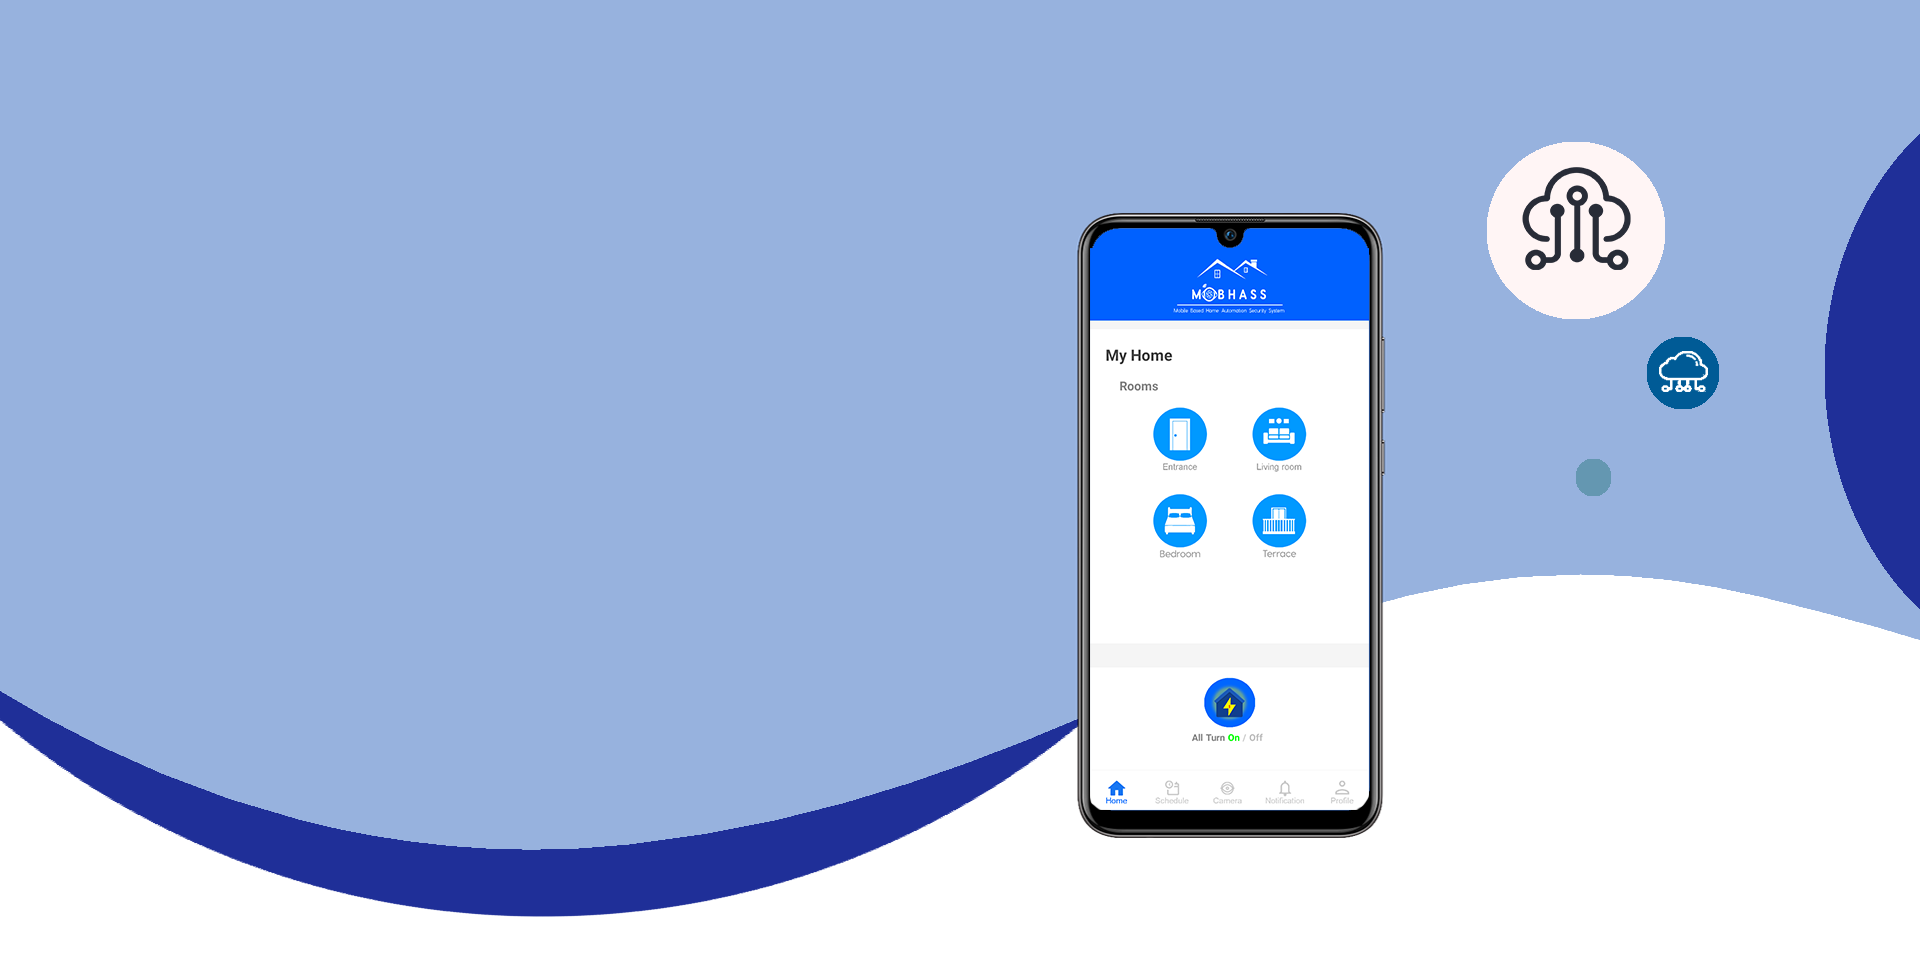 MOBHASS
Mobile Based Home Automation Security System
My Home
Rooms
Entrance
Living room
Bedroom
Terrace
All Turn On / Off
Home
Schedule
Camera
Notification
Profile